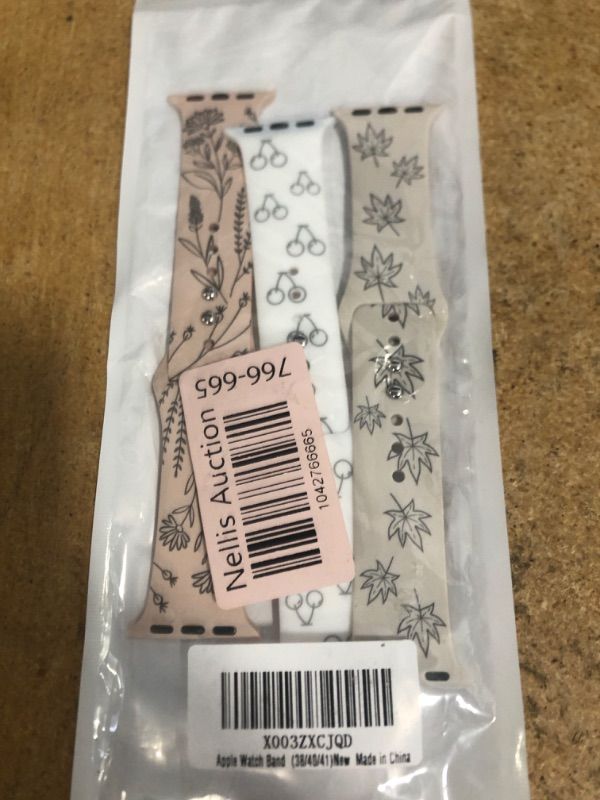 766-665
Nellis Auction
1042766665
X003ZXCJQD
Apple Watch Band (38/40/41)New Made in China